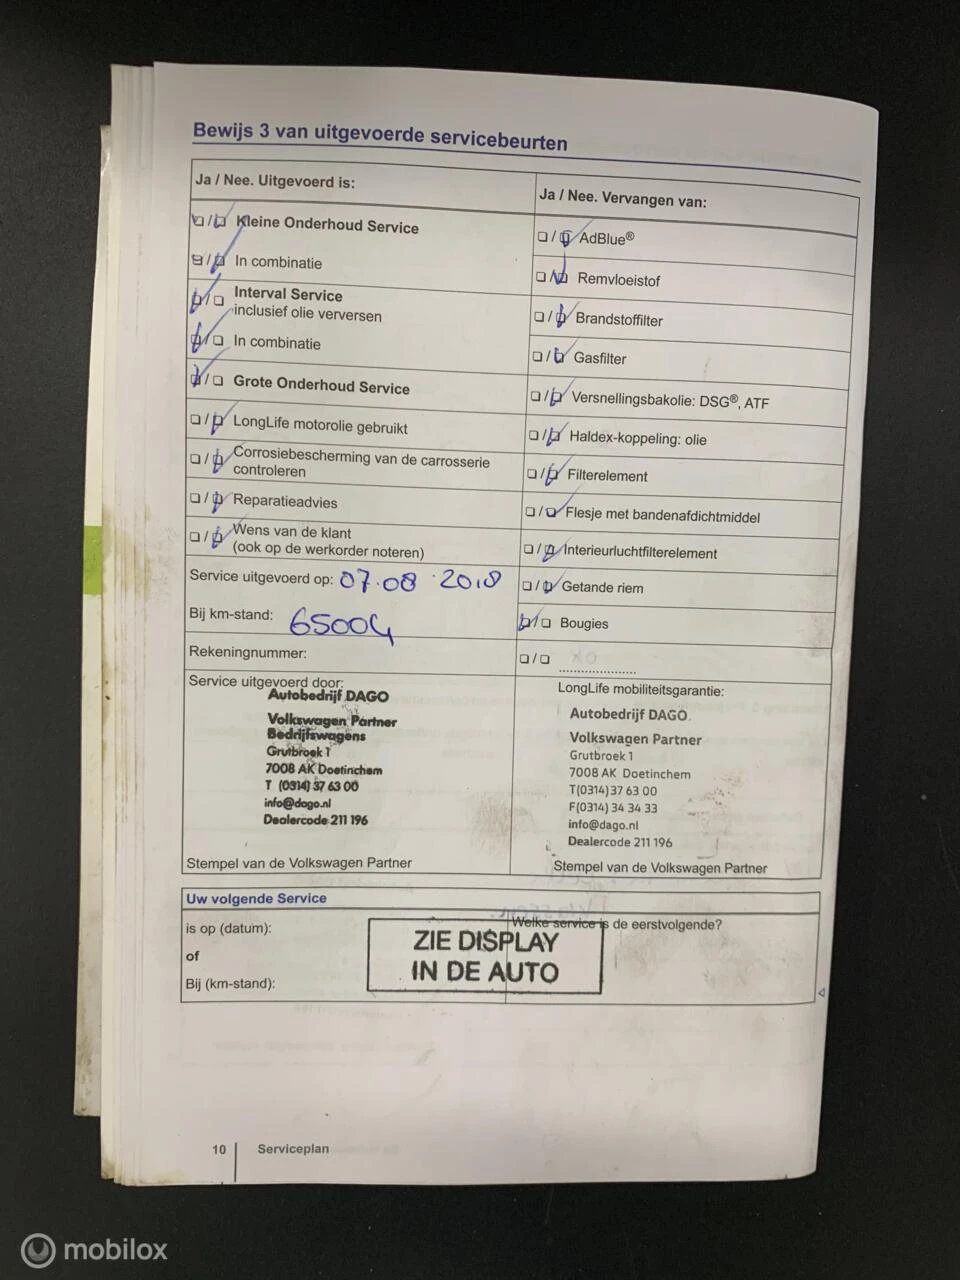 Bewijs 3 van uitgevoerde servicebeurten
Ja / Nee. Uitgevoerd is:
Kleine Onderhoud Service
In combinatie
Interval Service
inclusief olie verversen
In combinatie
Grote Onderhoud Service
LongLife motorolie gebruikt
Corrosiebescherming van de carrosserie
controleren
Reparatieadvies
Wens van de klant
(ook op de werkorder noteren)
Service uitgevoerd op: 07.08.2018
Bij km-stand: 65004
Rekeningnummer:
Ja / Nee. Vervangen van:
AdBlue®
Remvloeistof
Brandstoffilter
Gasfilter
Versnellingsbakolie: DSG®, ATF
Haldex-koppeling: olie
Filterelement
Flesje met bandenafdichtmiddel
Interieurluchtfilterelement
Getande riem
Bougies
Service uitgevoerd door:
Autobedrijf DAGO
Volkswagen Partner
Bedrijfswagens
Grutbroek 1
7008 AK Doetinchem
T (0314) 37 63 00
info@dago.nl
Dealercode 211 196
Stempel van de Volkswagen Partner
LongLife mobiliteitsgarantie:
Autobedrijf DAGO
Volkswagen Partner
Grutbroek 1
7008 AK Doetinchem
T(0314) 37 63 00
F(0314) 34 34 33
info@dago.nl
Dealercode 211 196
Stempel van de Volkswagen Partner
Uw volgende Service
is op (datum):
of
Bij (km-stand):
Welke service is de eerstvolgende?
ZIE DISPLAY
IN DE AUTO
10 Serviceplan
mobilox